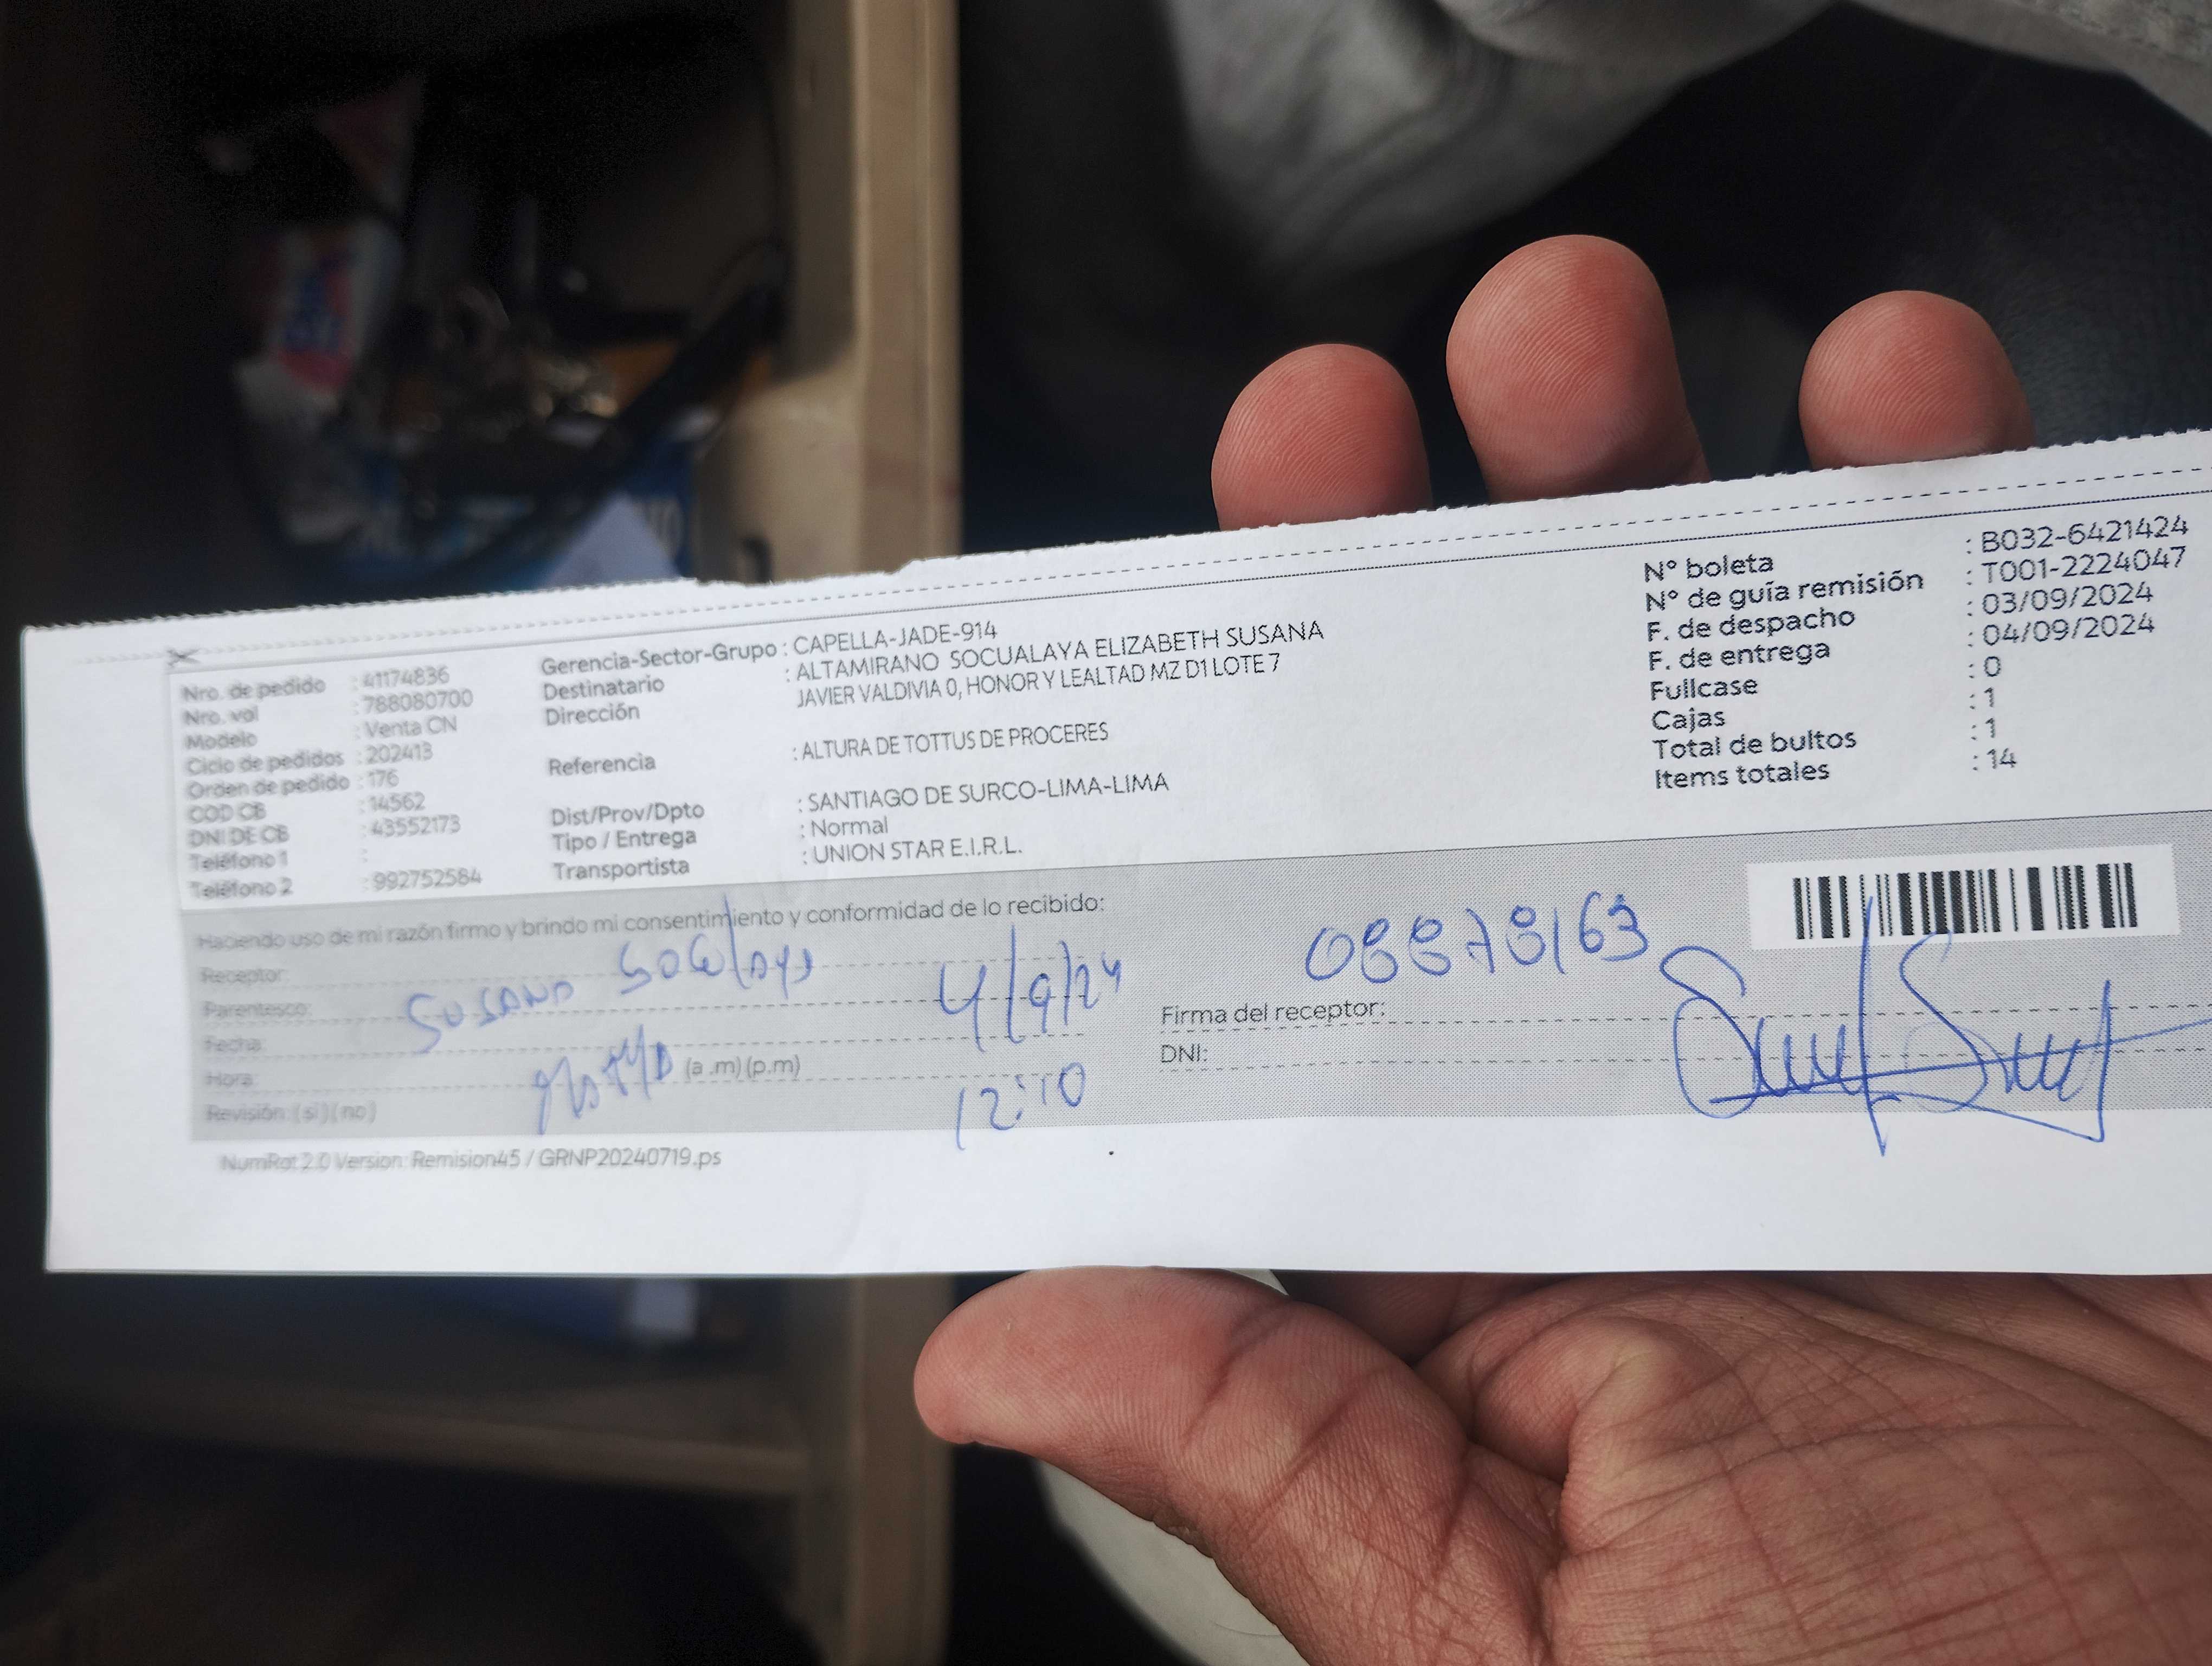 Nro. de pedido : 41174836
Nro. vol : 788080700
Modelo : Venta CN
Ciclo de pedidos : 202413
Orden de pedido : 176
COD CB : 14562
DNI DE CB : 43552173
Teléfono 1 :
Teléfono 2 : 992752584
Gerencia-Sector-Grupo : CAPELLA-JADE-914
Destinatario : ALTAMIRANO SOCUALAYA ELIZABETH SUSANA
Dirección JAVIER VALDIVIA 0, HONOR Y LEALTAD MZ D1 LOTE 7
Referencia : ALTURA DE TOTTUS DE PROCERES
Dist/Prov/Dpto : SANTIAGO DE SURCO-LIMA-LIMA
Tipo / Entrega : Normal
Transportista : UNION STAR E.I.R.L.
N° boleta : B032-6421424
N° de guía remisión : T001-2224047
F. de despacho : 03/09/2024
F. de entrega : 04/09/2024
Fullcase : 0
Cajas : 1
Total de bultos : 1
Items totales : 14
Haciendo uso de mi razón firmo y brindo mi consentimiento y conformidad de lo recibido:
Receptor:
Parentesco:
Fecha: 4/9/24
Hora: (a .m) (p.m) 12:10
Revisión: ( si ) ( no )
Firma del receptor:
DNI:
NumRot 2.0 Version: Remision45 / GRNP20240719.ps